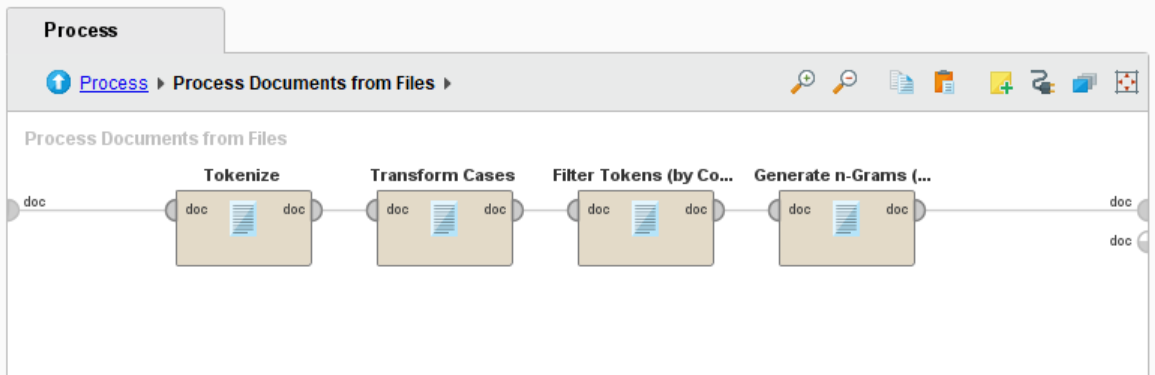 Process
Process Process Documents from Files
Process Documents from Files
Tokenize Transform Cases Filter Tokens (by Co... Generate n-Grams (...
doc doc doc doc doc doc doc doc doc doc
doc